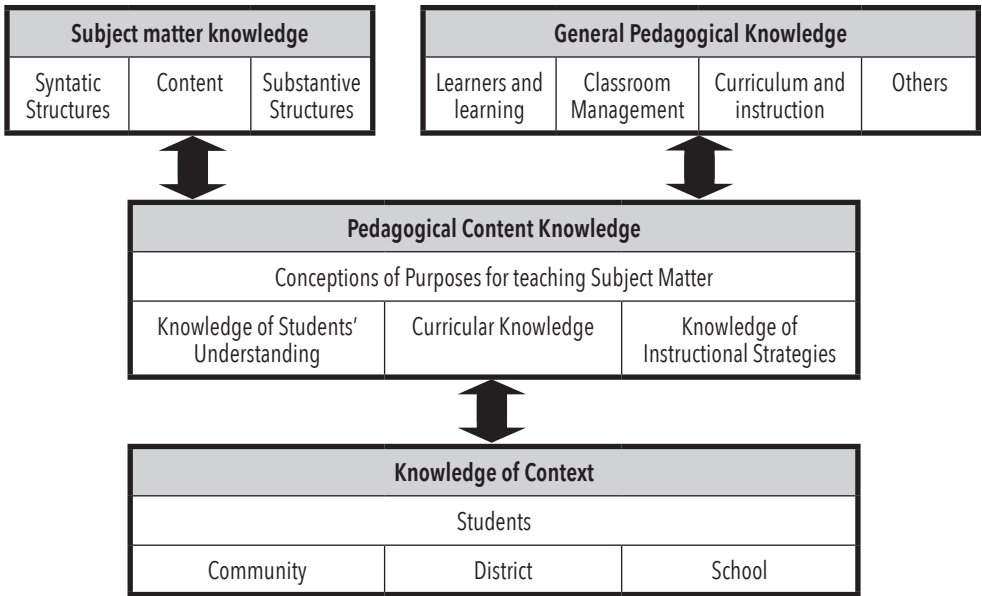 Subject matter knowledge
Syntatic
Structures
Content
Substantive
Structures
General Pedagogical Knowledge
Learners and
learning
Classroom
Management
Curriculum and
instruction
Others
Pedagogical Content Knowledge
Conceptions of Purposes for teaching Subject Matter
Knowledge of Students’
Understanding
Curricular Knowledge
Knowledge of
Instructional Strategies
Knowledge of Context
Students
Community
District
School